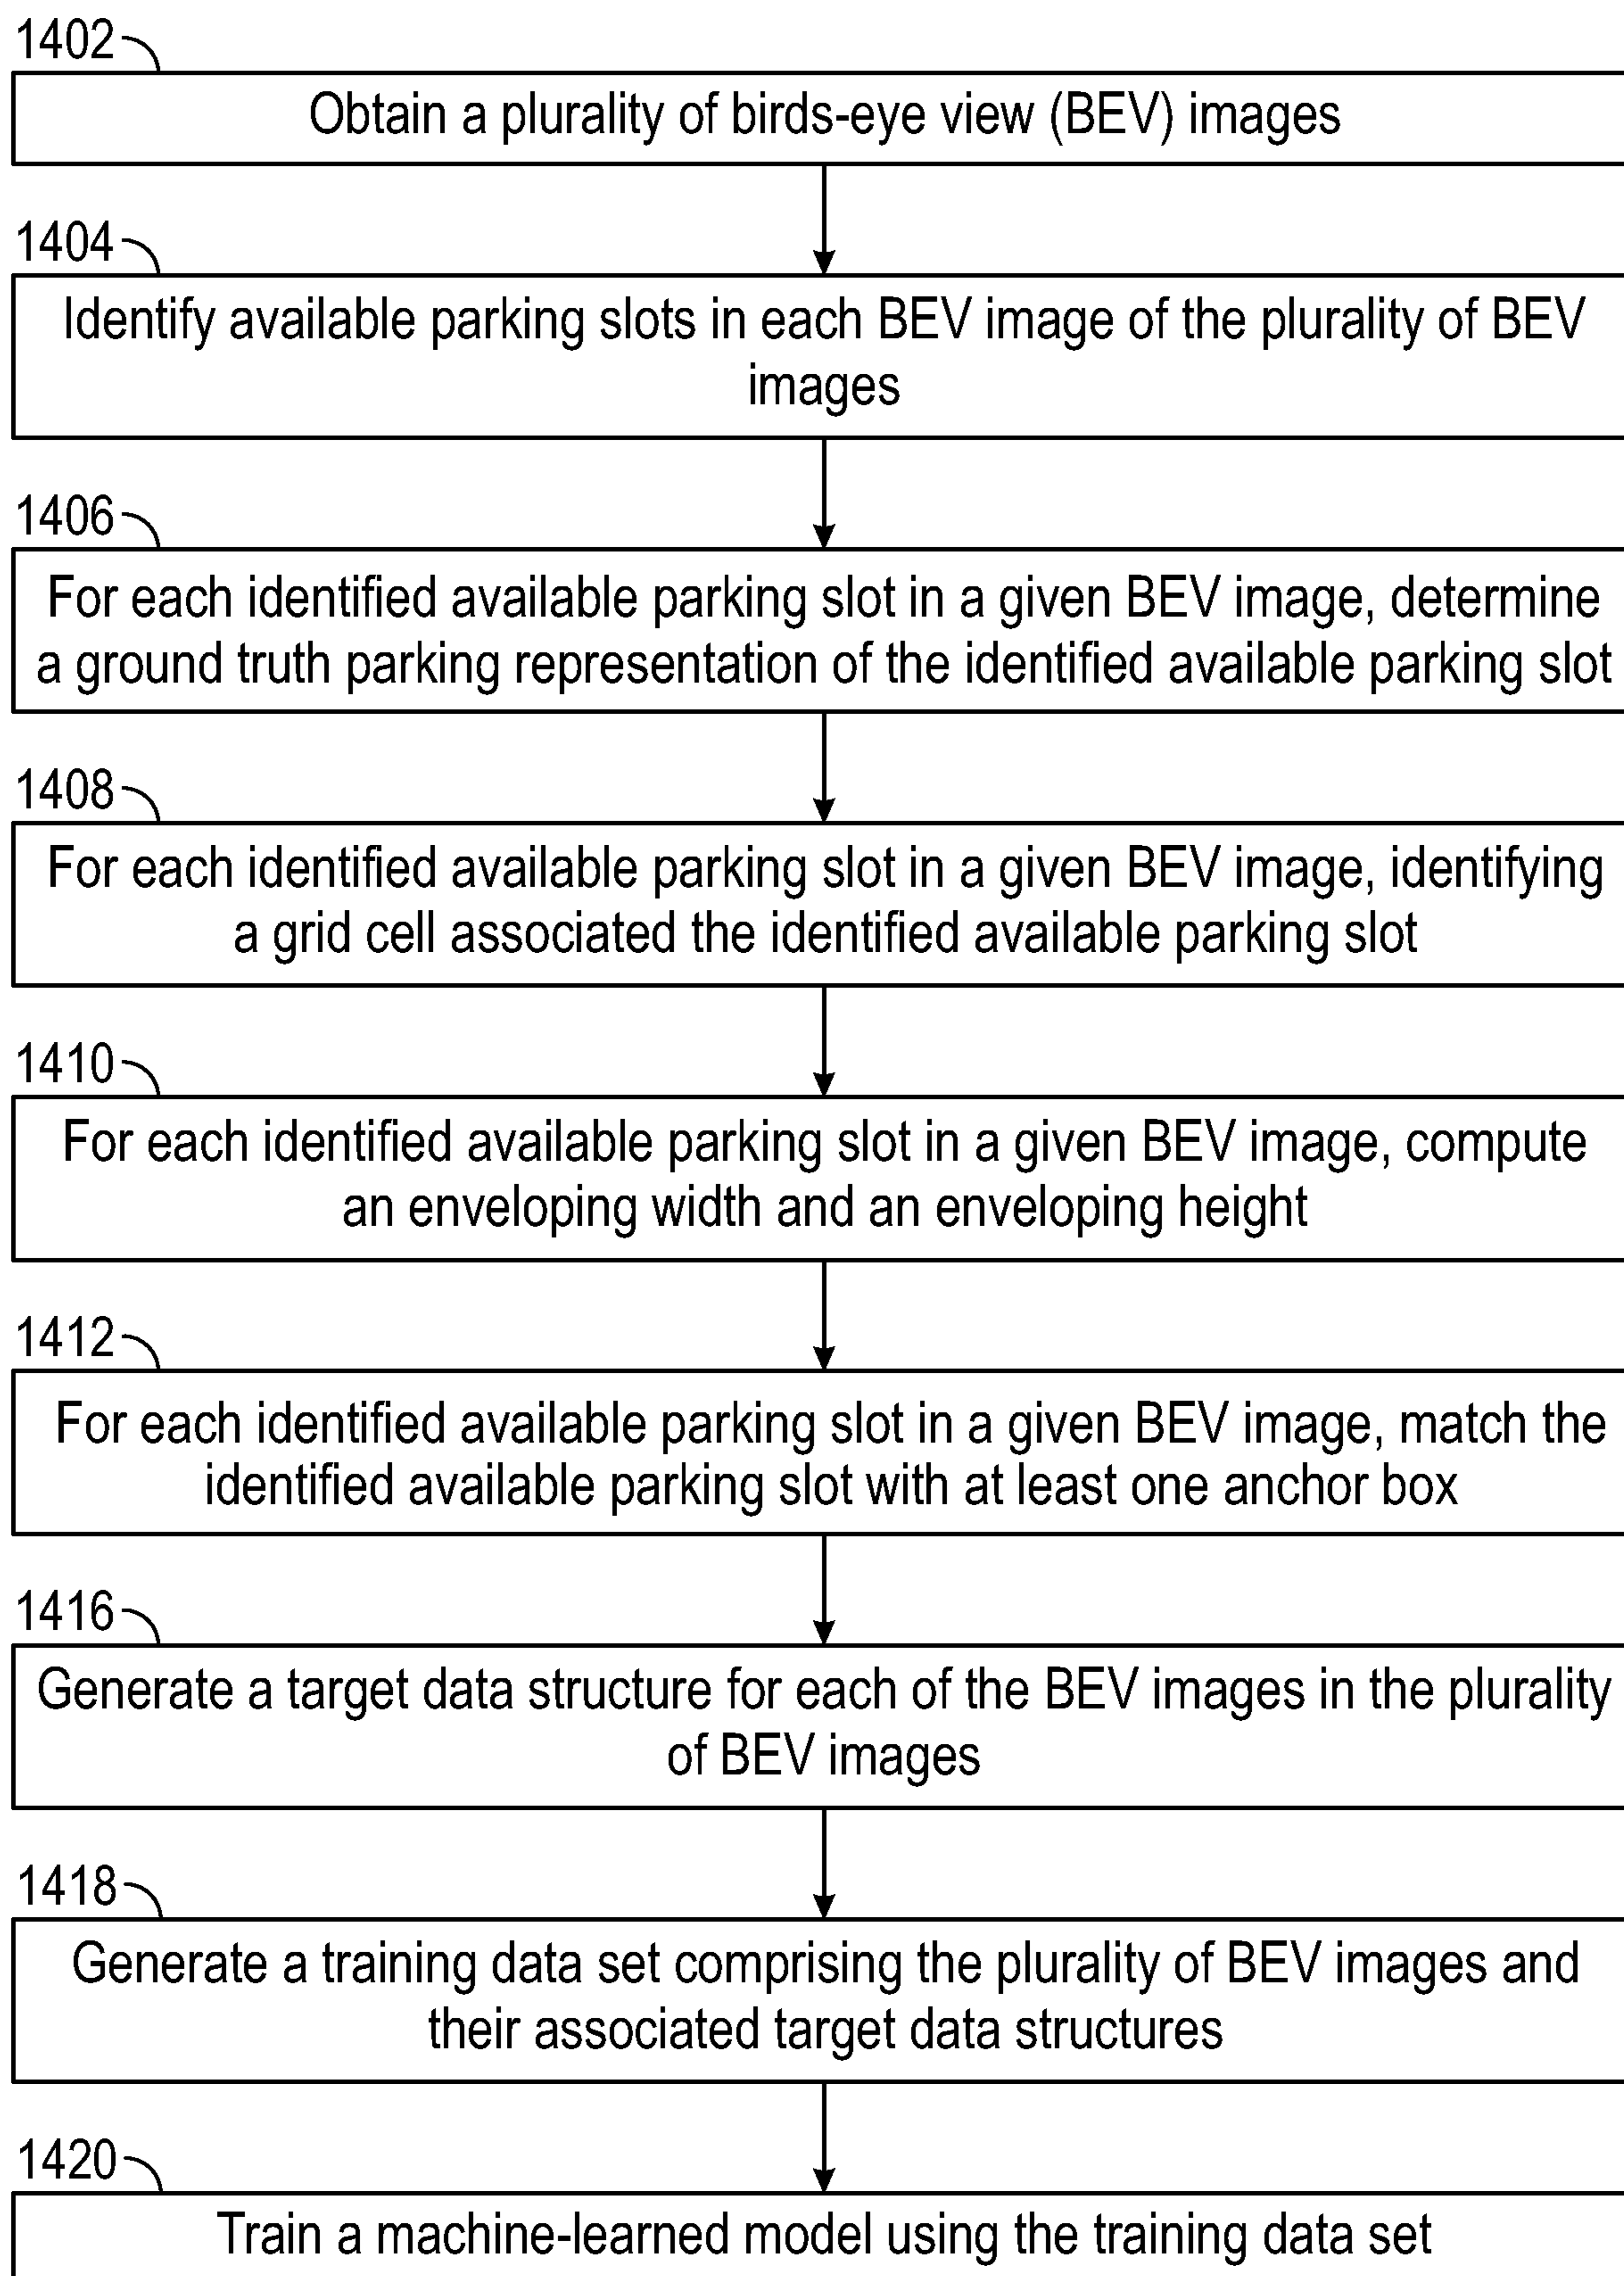 1402
Obtain a plurality of birds-eye view (BEV) images
1404
Identify available parking slots in each BEV image of the plurality of BEV
images
1406
For each identified available parking slot in a given BEV image, determine
a ground truth parking representation of the identified available parking slot
1408
For each identified available parking slot in a given BEV image, identifying
a grid cell associated the identified available parking slot
1410
For each identified available parking slot in a given BEV image, compute
an enveloping width and an enveloping height
1412
For each identified available parking slot in a given BEV image, match the
identified available parking slot with at least one anchor box
1416
Generate a target data structure for each of the BEV images in the plurality
of BEV images
1418
Generate a training data set comprising the plurality of BEV images and
their associated target data structures
1420
Train a machine-learned model using the training data set